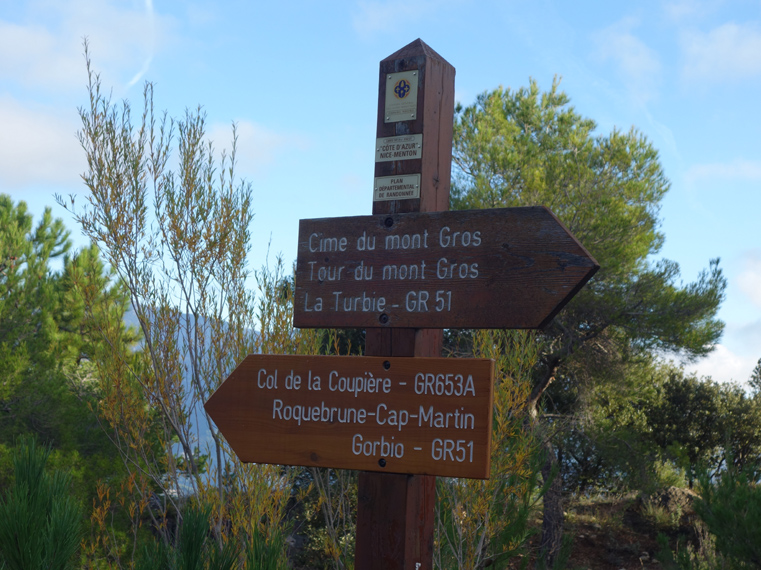 CÔTE D'AZUR
NICE-MENTON
PLAN
DÉPARTEMENTAL
DE RANDONNÉE
Cime du mont Gros
Tour du mont Gros
La Turbie - GR 51
Col de la Coupière - GR653A
Roquebrune-Cap-Martin
Gorbio - GR51